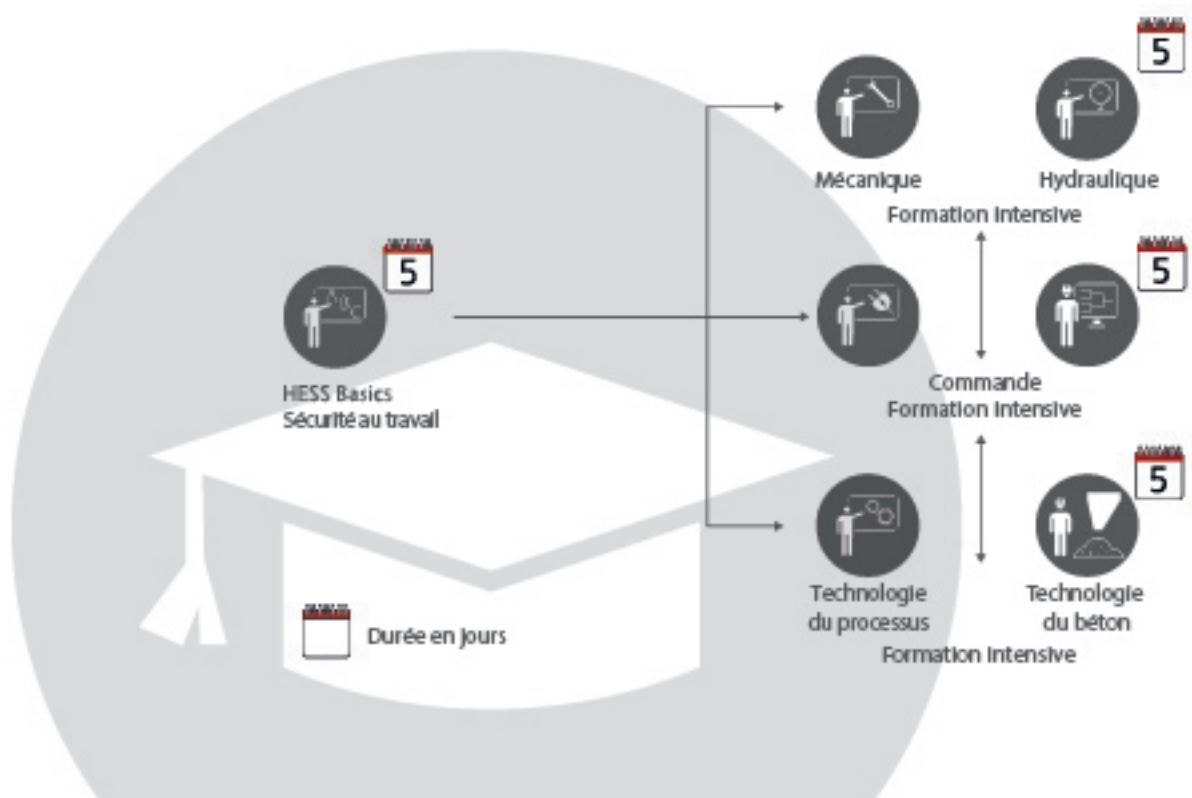 5
Mécanique
Hydraulique
Formation intensive
5
5
HESS Basics
Sécurité au travail
Commande
Formation intensive
5
Technologie
du processus
Technologie
du béton
Formation intensive
Durée en jours